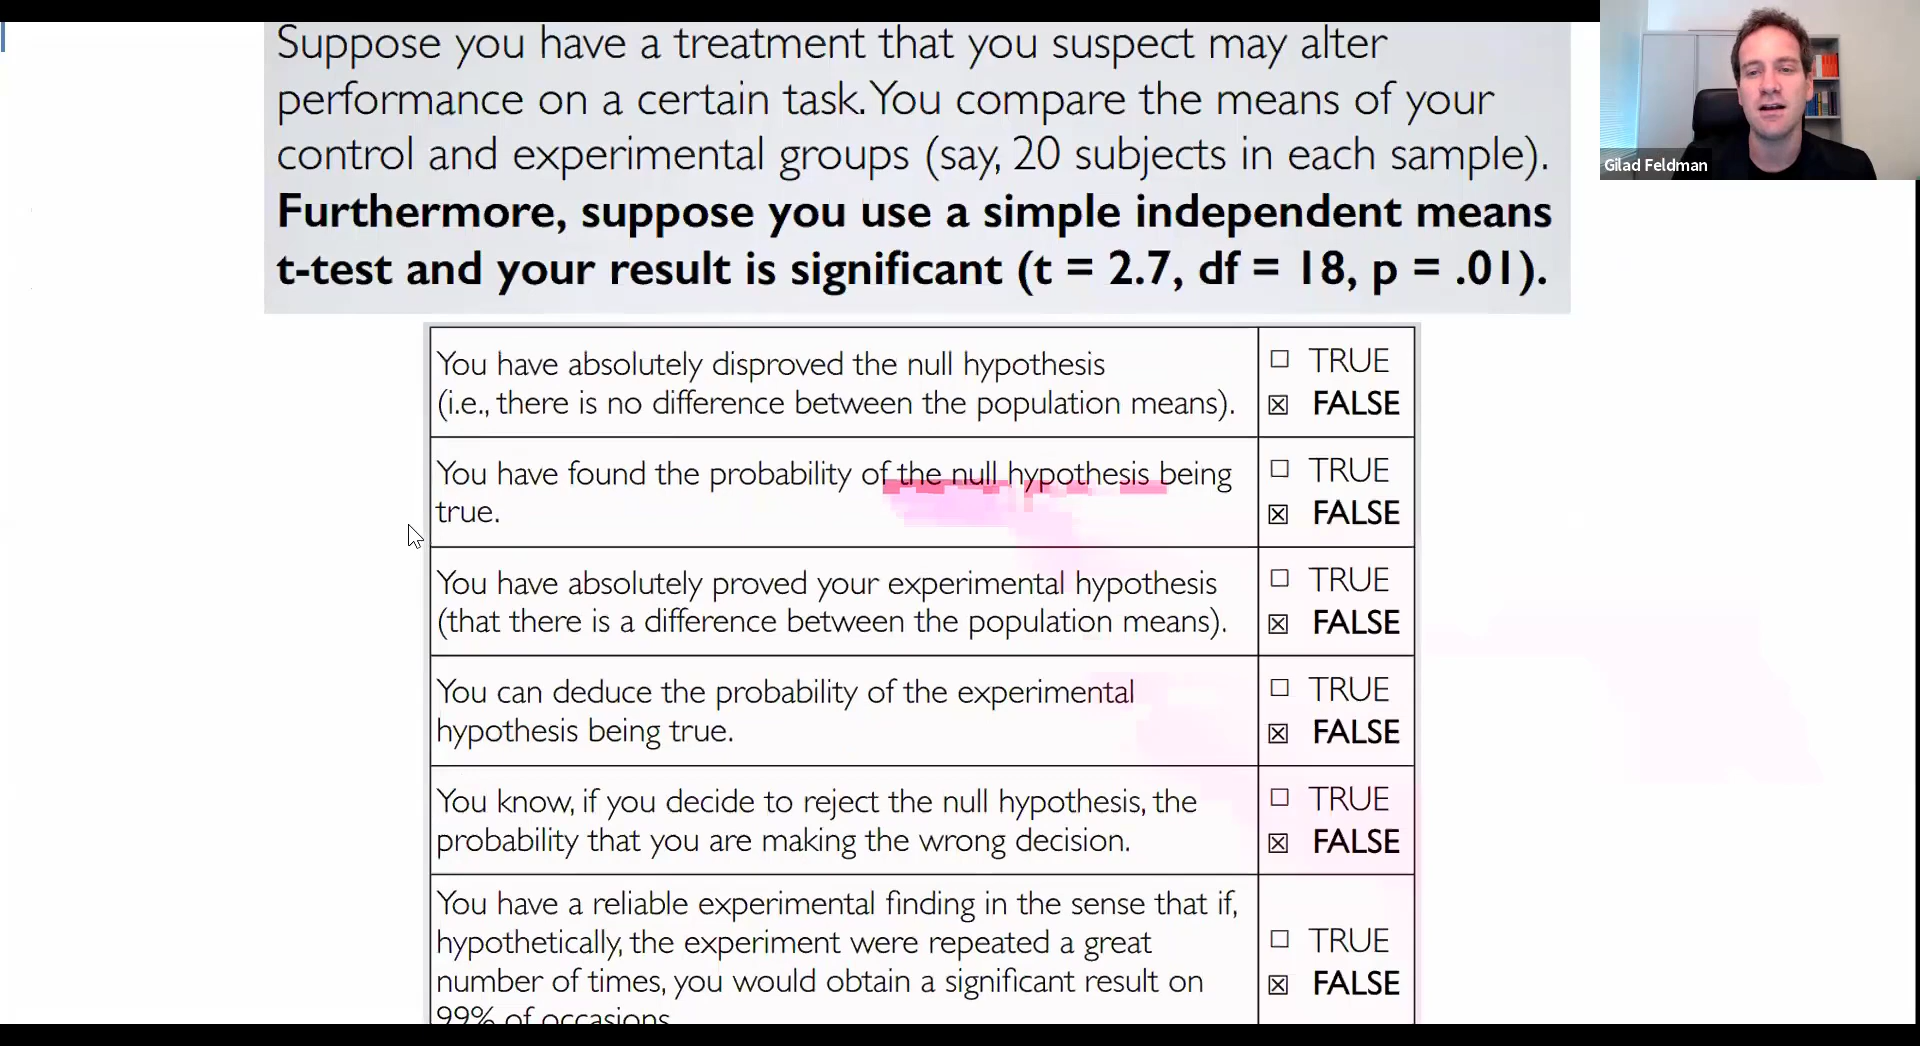 Suppose you have a treatment that you suspect may alter
performance on a certain task. You compare the means of your
control and experimental groups (say, 20 subjects in each sample).
Furthermore, suppose you use a simple independent means
t-test and your result is significant (t = 2.7, df = 18, p = .01).
Gilad Feldman
You have absolutely disproved the null hypothesis
(i.e., there is no difference between the population means).
☐ TRUE
☒ FALSE
You have found the probability of the null hypothesis being
true.
☐ TRUE
☒ FALSE
You have absolutely proved your experimental hypothesis
(that there is a difference between the population means).
☐ TRUE
☒ FALSE
You can deduce the probability of the experimental
hypothesis being true.
☐ TRUE
☒ FALSE
You know, if you decide to reject the null hypothesis, the
probability that you are making the wrong decision.
☐ TRUE
☒ FALSE
You have a reliable experimental finding in the sense that if,
hypothetically, the experiment were repeated a great
number of times, you would obtain a significant result on
99% of occasions.
☐ TRUE
☒ FALSE